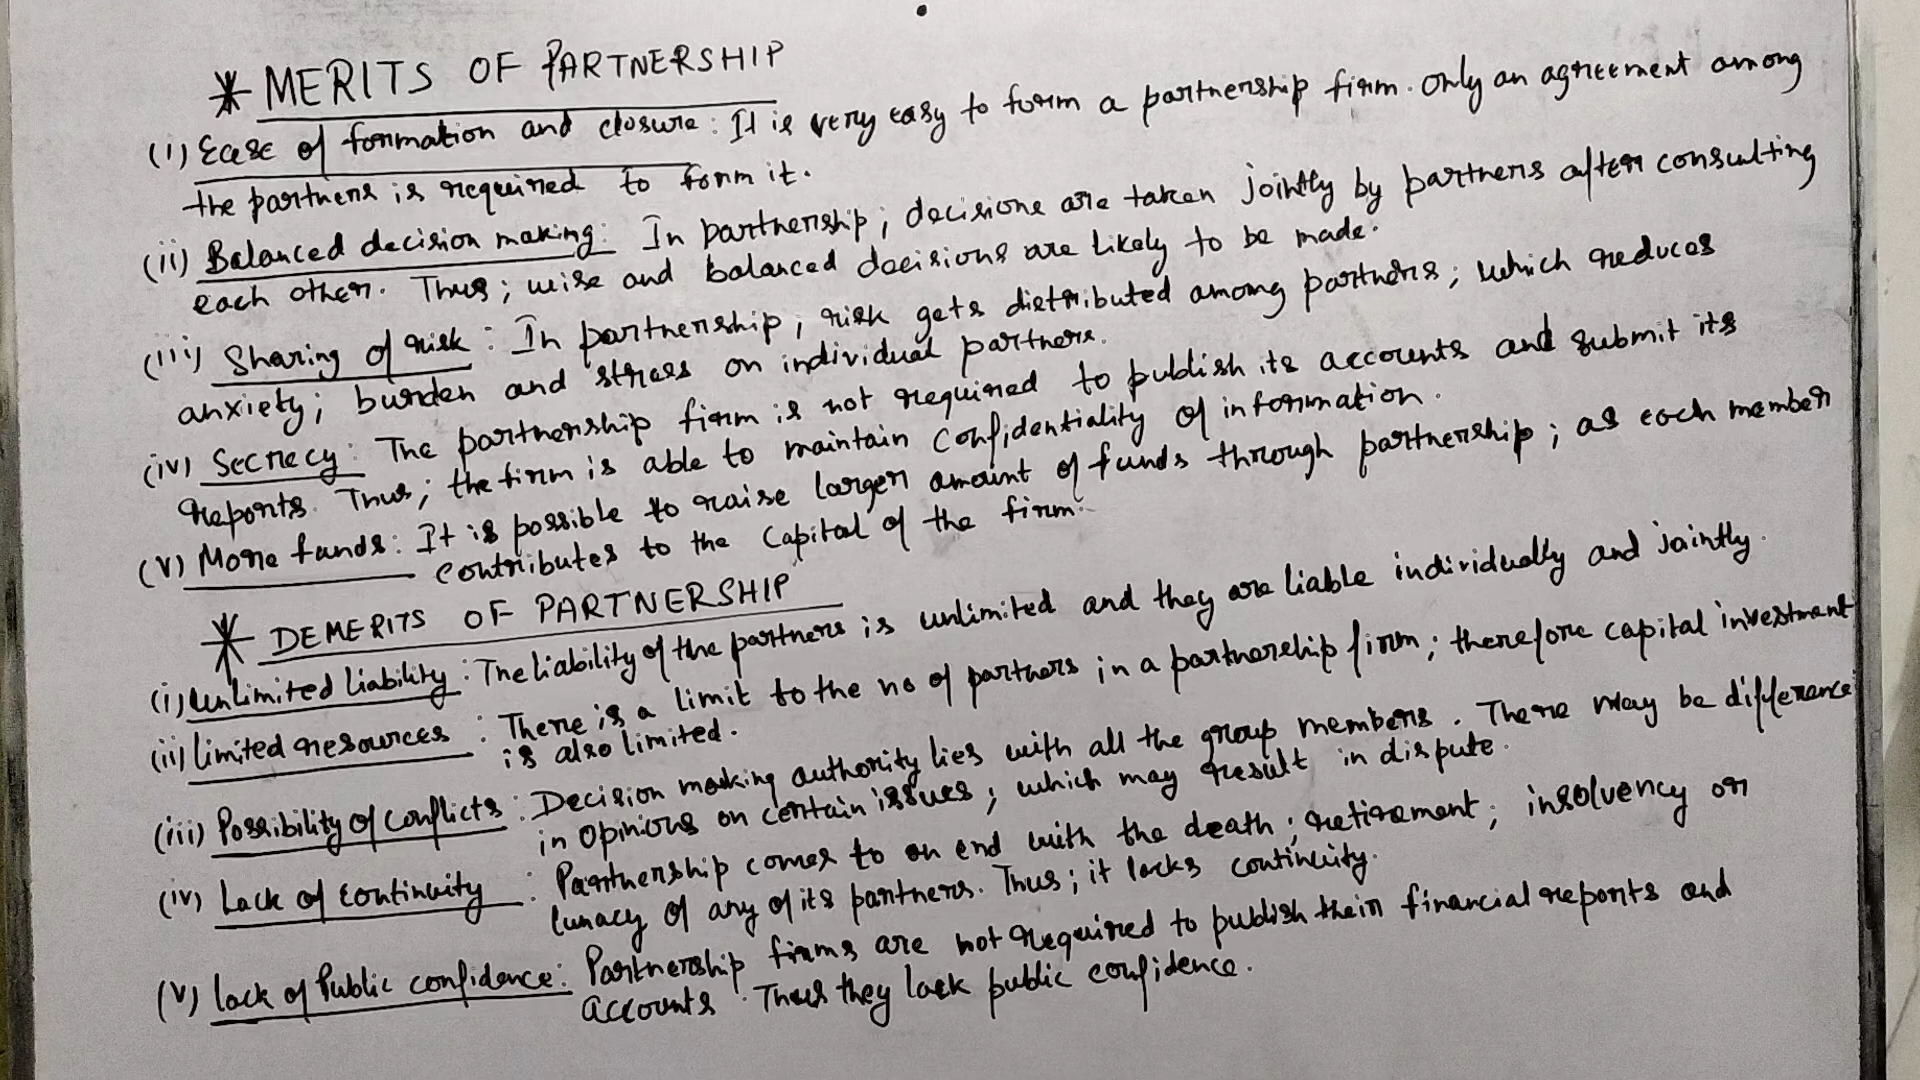 * MERITS OF PARTNERSHIP
(i) Ease of formation and closure: It is very easy to form a partnership firm. Only an agreement among
the partners is required to form it.
(ii) Balanced decision making: In partnership; decisions are taken jointly by partners after consulting
each other. Thus; wise and balanced decisions are likely to be made.
(iii) Sharing of risk: In partnership; risk gets distributed among partners; which reduces
anxiety; burden and stress on individual partners.
(iv) Secrecy: The partnership firm is not required to publish its accounts and submit its
reports. Thus; the firm is able to maintain confidentiality of information.
(v) More funds: It is possible to raise larger amount of funds through partnership; as each member
contributes to the capital of the firm.
* DEMERITS OF PARTNERSHIP
(i) Unlimited liability: The liability of the partners is unlimited and they are liable individually and jointly.
(ii) limited resources: There is a limit to the no of partners in a partnership firm; therefore capital investment
is also limited.
(iii) Possibility of conflicts: Decision making authority lies with all the group members. There may be difference
in opinions on certain issues; which may result in dispute.
(iv) Lack of continuity: Partnership comes to an end with the death; retirement; insolvency or
lunacy of any of its partners. Thus; it lacks continuity.
(v) lack of Public confidence: Partnership firms are not required to publish their financial reports and
accounts. Thus they lack public confidence.